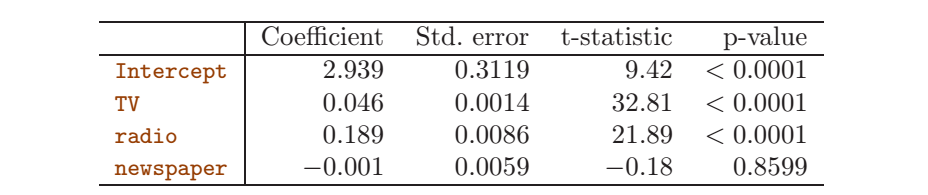 Coefficient Std. error t-statistic p-value
Intercept 2.939 0.3119 9.42 < 0.0001
TV 0.046 0.0014 32.81 < 0.0001
radio 0.189 0.0086 21.89 < 0.0001
newspaper −0.001 0.0059 −0.18 0.8599